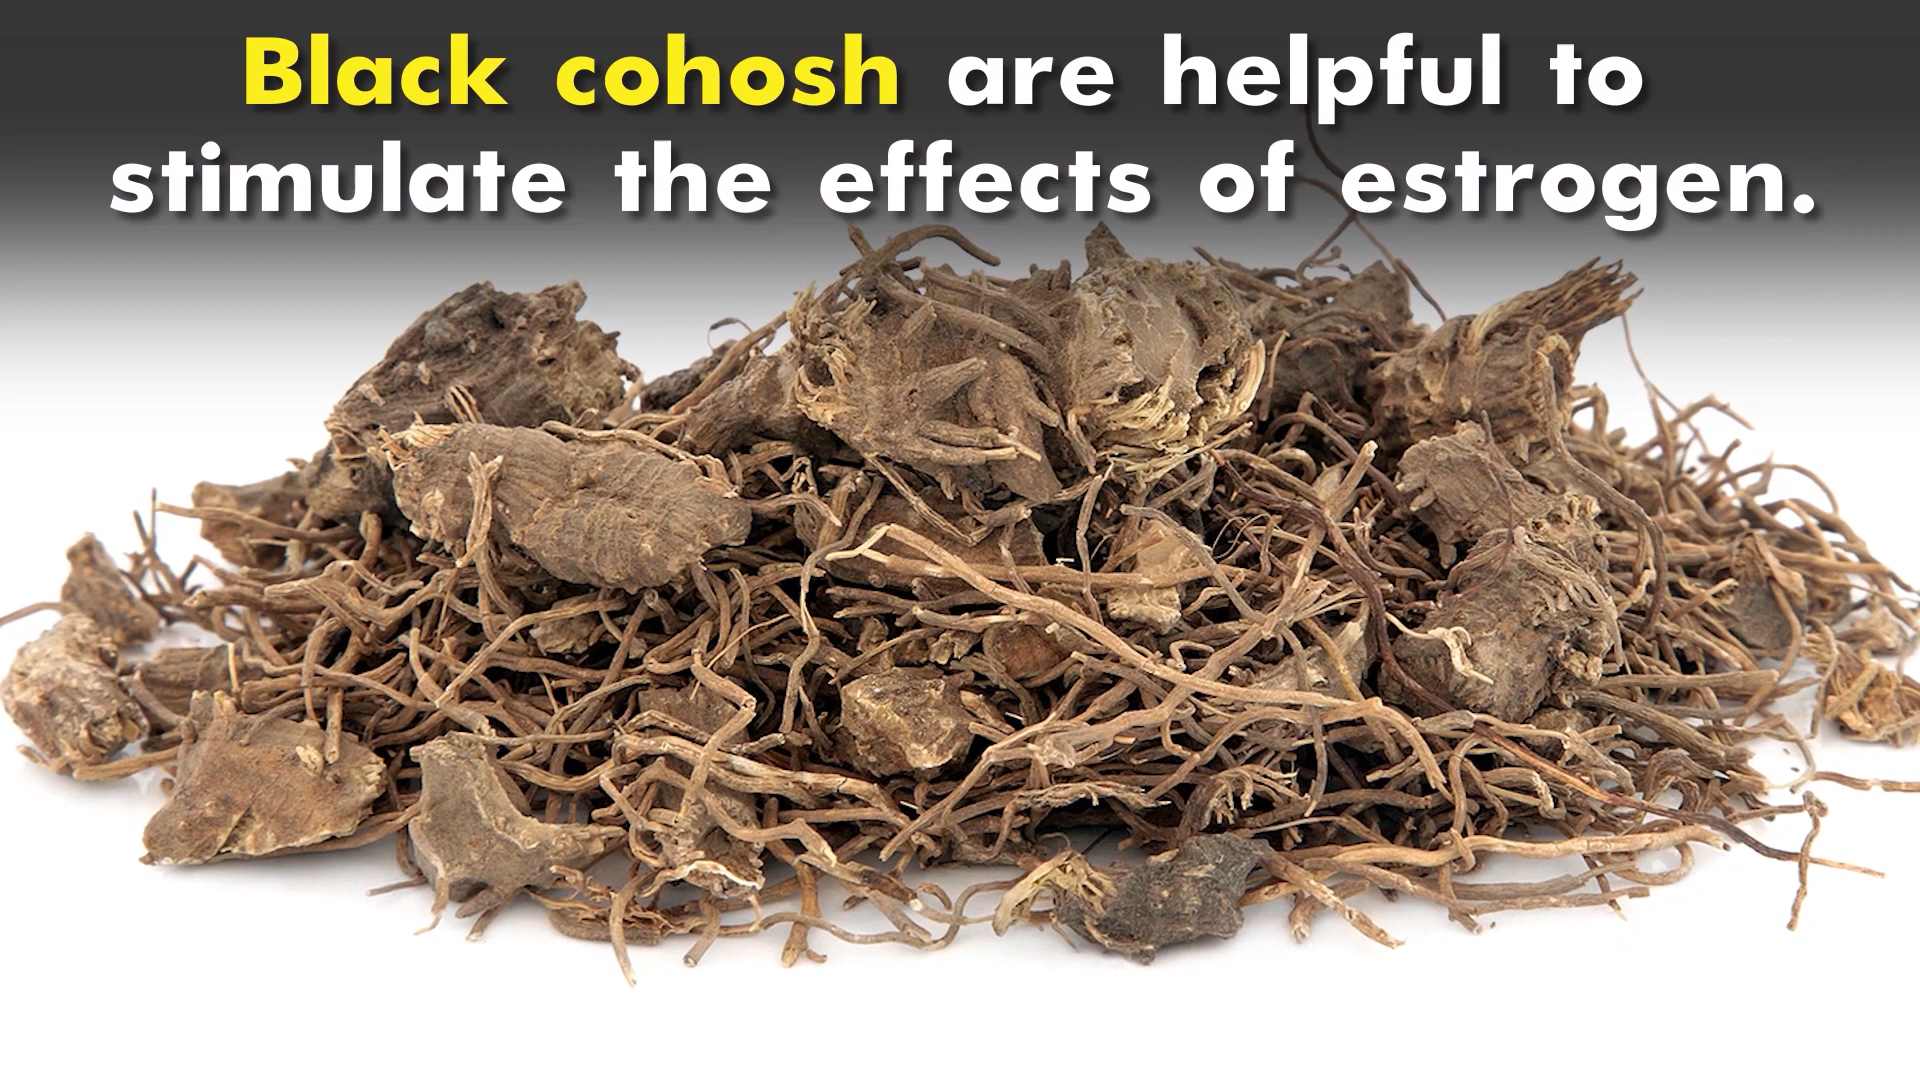 Black cohosh are helpful to
stimulate the effects of estrogen.